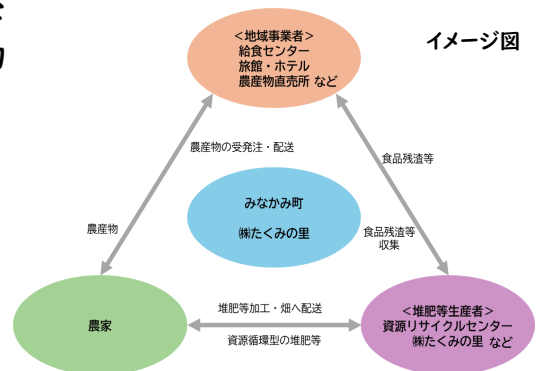 イメージ図
<地域事業者>
給食センター
旅館・ホテル
農産物直売所 など
農産物の受発注・配送
食品残渣等
みなかみ町
㈱たくみの里
農産物
食品残渣等
収集
農家
堆肥等加工・畑へ配送
資源循環型の堆肥等
<堆肥等生産者>
資源リサイクルセンター
㈱たくみの里 など